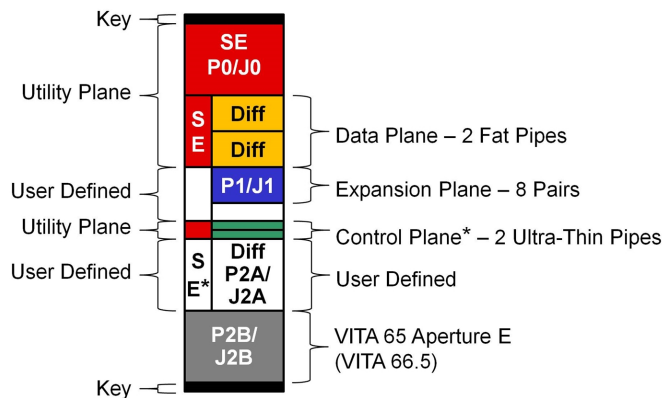 Key
SE
P0/J0
Utility Plane
S
E
Diff
Diff
Data Plane – 2 Fat Pipes
User Defined
P1/J1
Expansion Plane – 8 Pairs
Utility Plane
Control Plane* – 2 Ultra-Thin Pipes
User Defined
S
E*
Diff
P2A/
J2A
User Defined
P2B/
J2B
VITA 65 Aperture E
(VITA 66.5)
Key